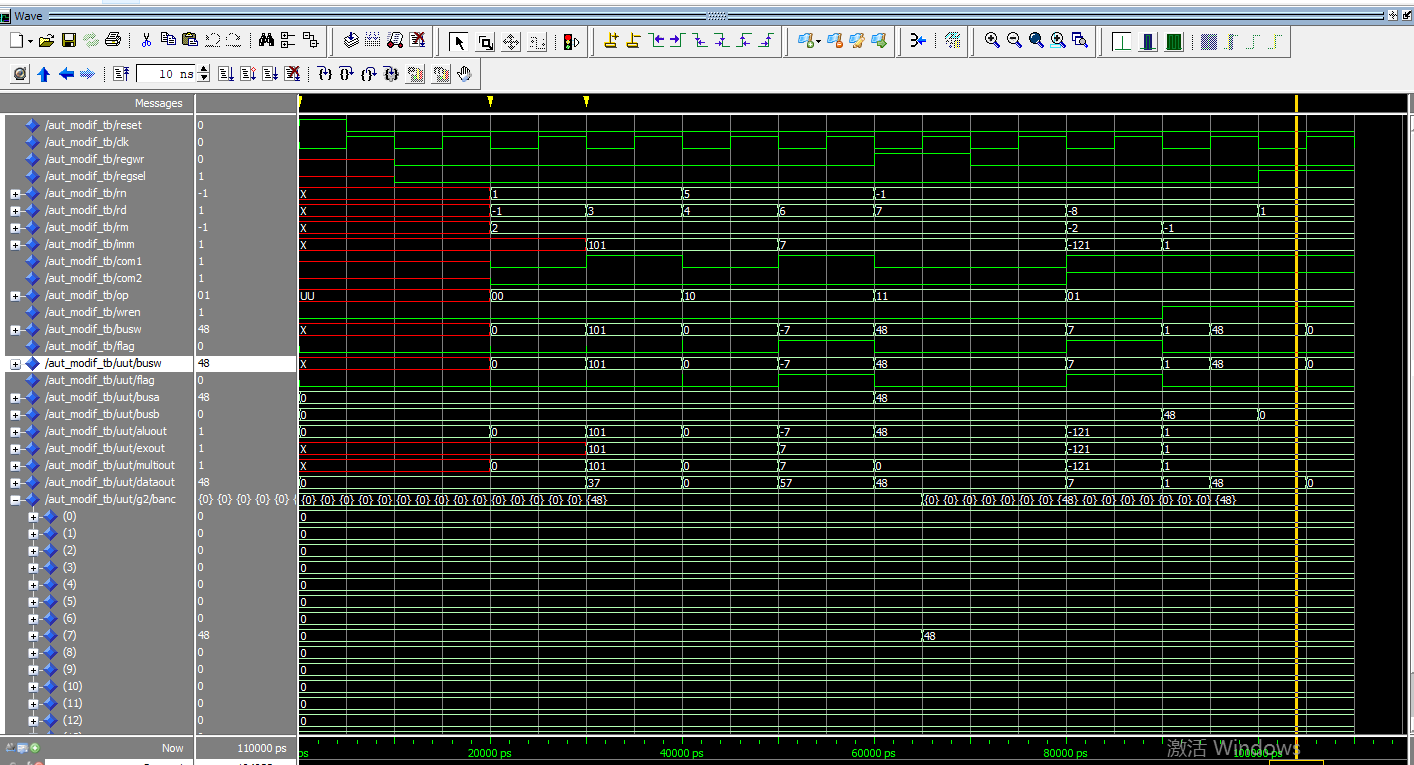 Wave
10 ns
Messages
/aut_modif_tb/reset 0
/aut_modif_tb/clk 0
/aut_modif_tb/regwr 0
/aut_modif_tb/regsel 1
/aut_modif_tb/rn -1 X 1 5 -1
/aut_modif_tb/rd 1 X -1 3 4 6 7 -8 1
/aut_modif_tb/rm -1 X 2 -2 -1
/aut_modif_tb/imm 1 X 101 7 -121 1
/aut_modif_tb/com1 1
/aut_modif_tb/com2 1
/aut_modif_tb/op 01 UU 00 10 11 01
/aut_modif_tb/wren 1
/aut_modif_tb/busw 48 X 0 101 0 -7 48 7 1 48 0
/aut_modif_tb/flag 0
/aut_modif_tb/uut/busw 48 X 0 101 0 -7 48 7 1 48 0
/aut_modif_tb/uut/flag 0
/aut_modif_tb/uut/busa 48 0 48
/aut_modif_tb/uut/busb 0 0 48 0
/aut_modif_tb/uut/aluout 1 0 0 101 0 -7 48 -121 1
/aut_modif_tb/uut/exout 1 X 101 7 -121 1
/aut_modif_tb/uut/multiout 1 X 0 101 0 7 0 -121 1
/aut_modif_tb/uut/dataout 48 0 37 0 57 48 7 1 48 0
/aut_modif_tb/uut/g2/banc {0} {0} {0} {0} {0} {0} {0} {0} {0} {0} {0} {0} {0} {0} {0} {0} {0} {0} {0} {0} {48} {0} {0} {0} {0} {0} {0} {0} {48} {0} {0} {0} {0} {0} {0} {0} {48}
(0) 0 0
(1) 0 0
(2) 0 0
(3) 0 0
(4) 0 0
(5) 0 0
(6) 0 0
(7) 48 0 48
(8) 0 0
(9) 0 0
(10) 0 0
(11) 0 0
(12) 0 0
Now 110000 ps ps 20000 ps 40000 ps 60000 ps 80000 ps 100000 ps
激活 Windows